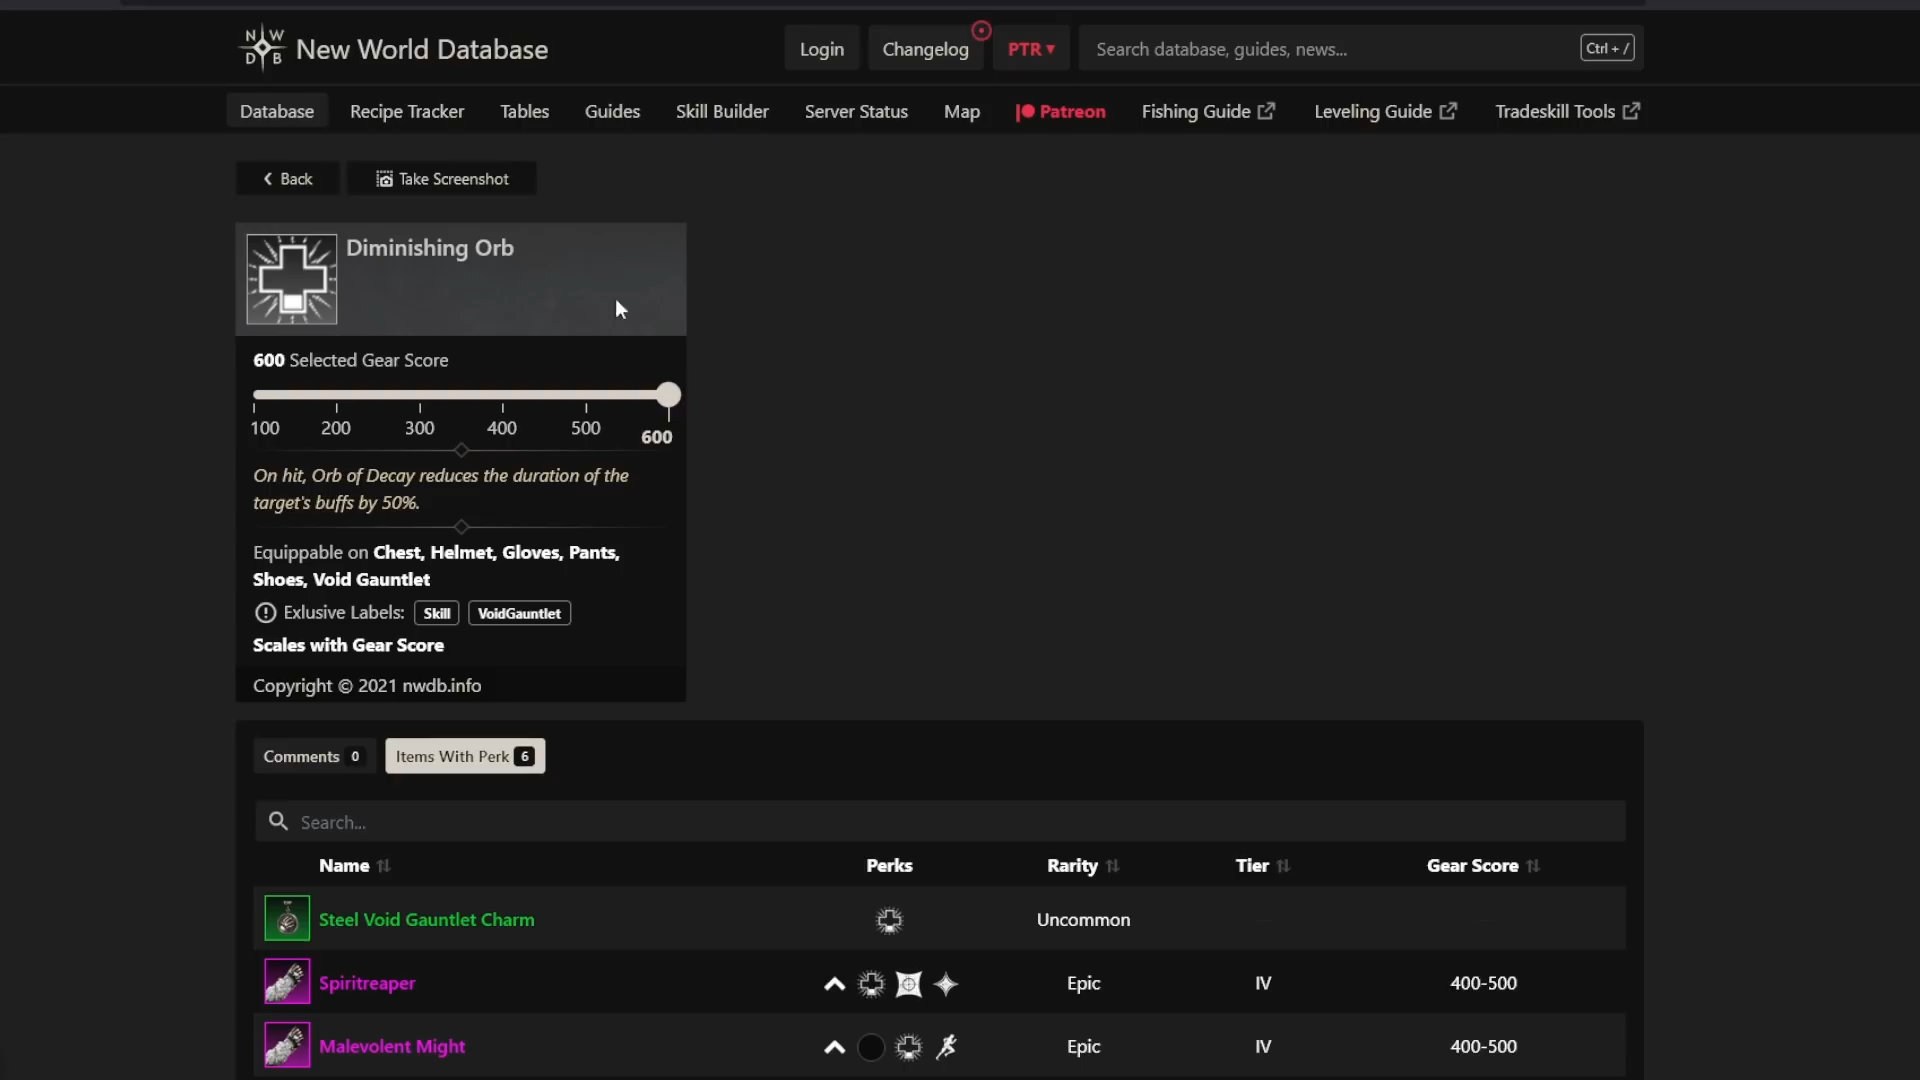 N W
D B
New World Database
Login
Changelog
PTR ▾
Search database, guides, news...
Ctrl + /
Database
Recipe Tracker
Tables
Guides
Skill Builder
Server Status
Map
Patreon
Fishing Guide
Leveling Guide
Tradeskill Tools
Back
Take Screenshot
Diminishing Orb
600 Selected Gear Score
100 200 300 400 500 600
On hit, Orb of Decay reduces the duration of the
target's buffs by 50%.
Equippable on Chest, Helmet, Gloves, Pants,
Shoes, Void Gauntlet
Exlusive Labels: Skill VoidGauntlet
Scales with Gear Score
Copyright © 2021 nwdb.info
Comments 0
Items With Perk 6
Search...
Name Perks Rarity Tier Gear Score
Steel Void Gauntlet Charm Uncommon
Spiritreaper Epic IV 400-500
Malevolent Might Epic IV 400-500